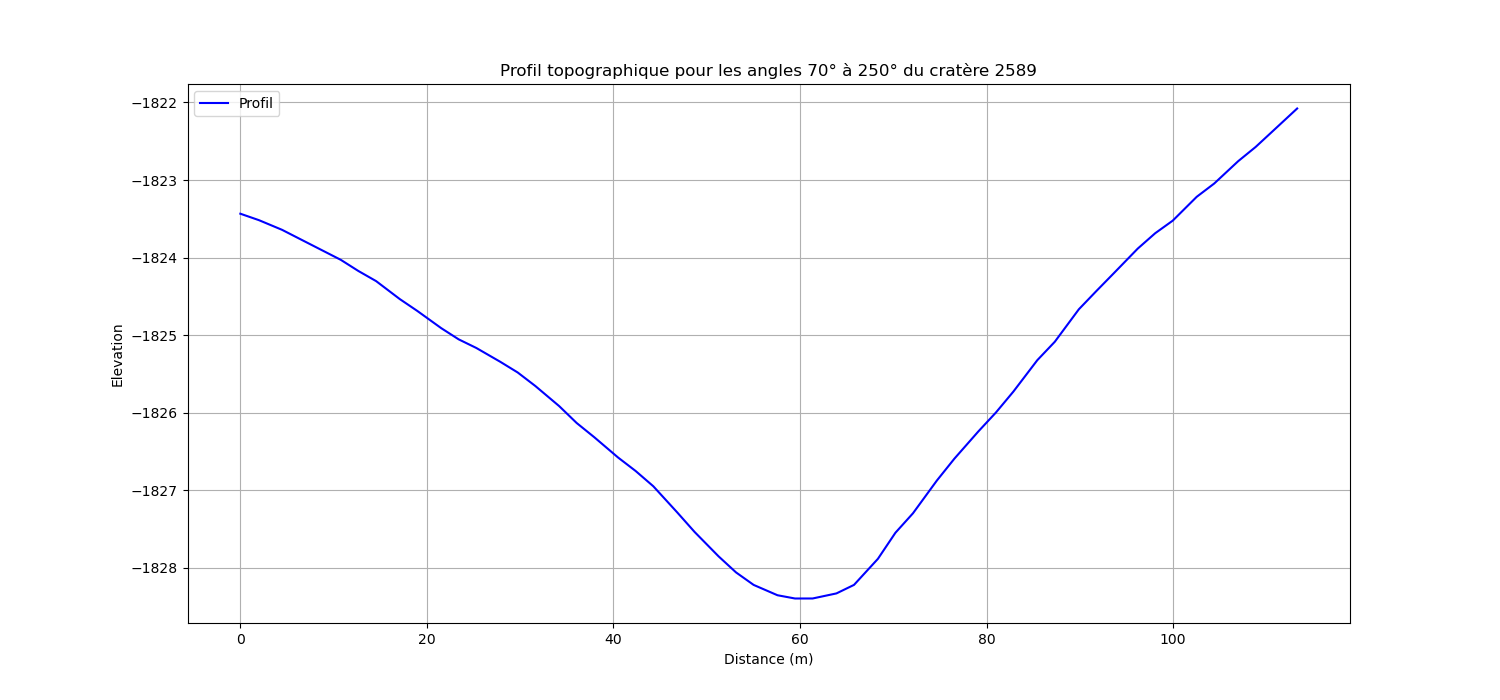 Profil topographique pour les angles 70° à 250° du cratère 2589
Profil
−1822
−1823
−1824
−1825
−1826
−1827
−1828
Elevation
0 20 40 60 80 100
Distance (m)